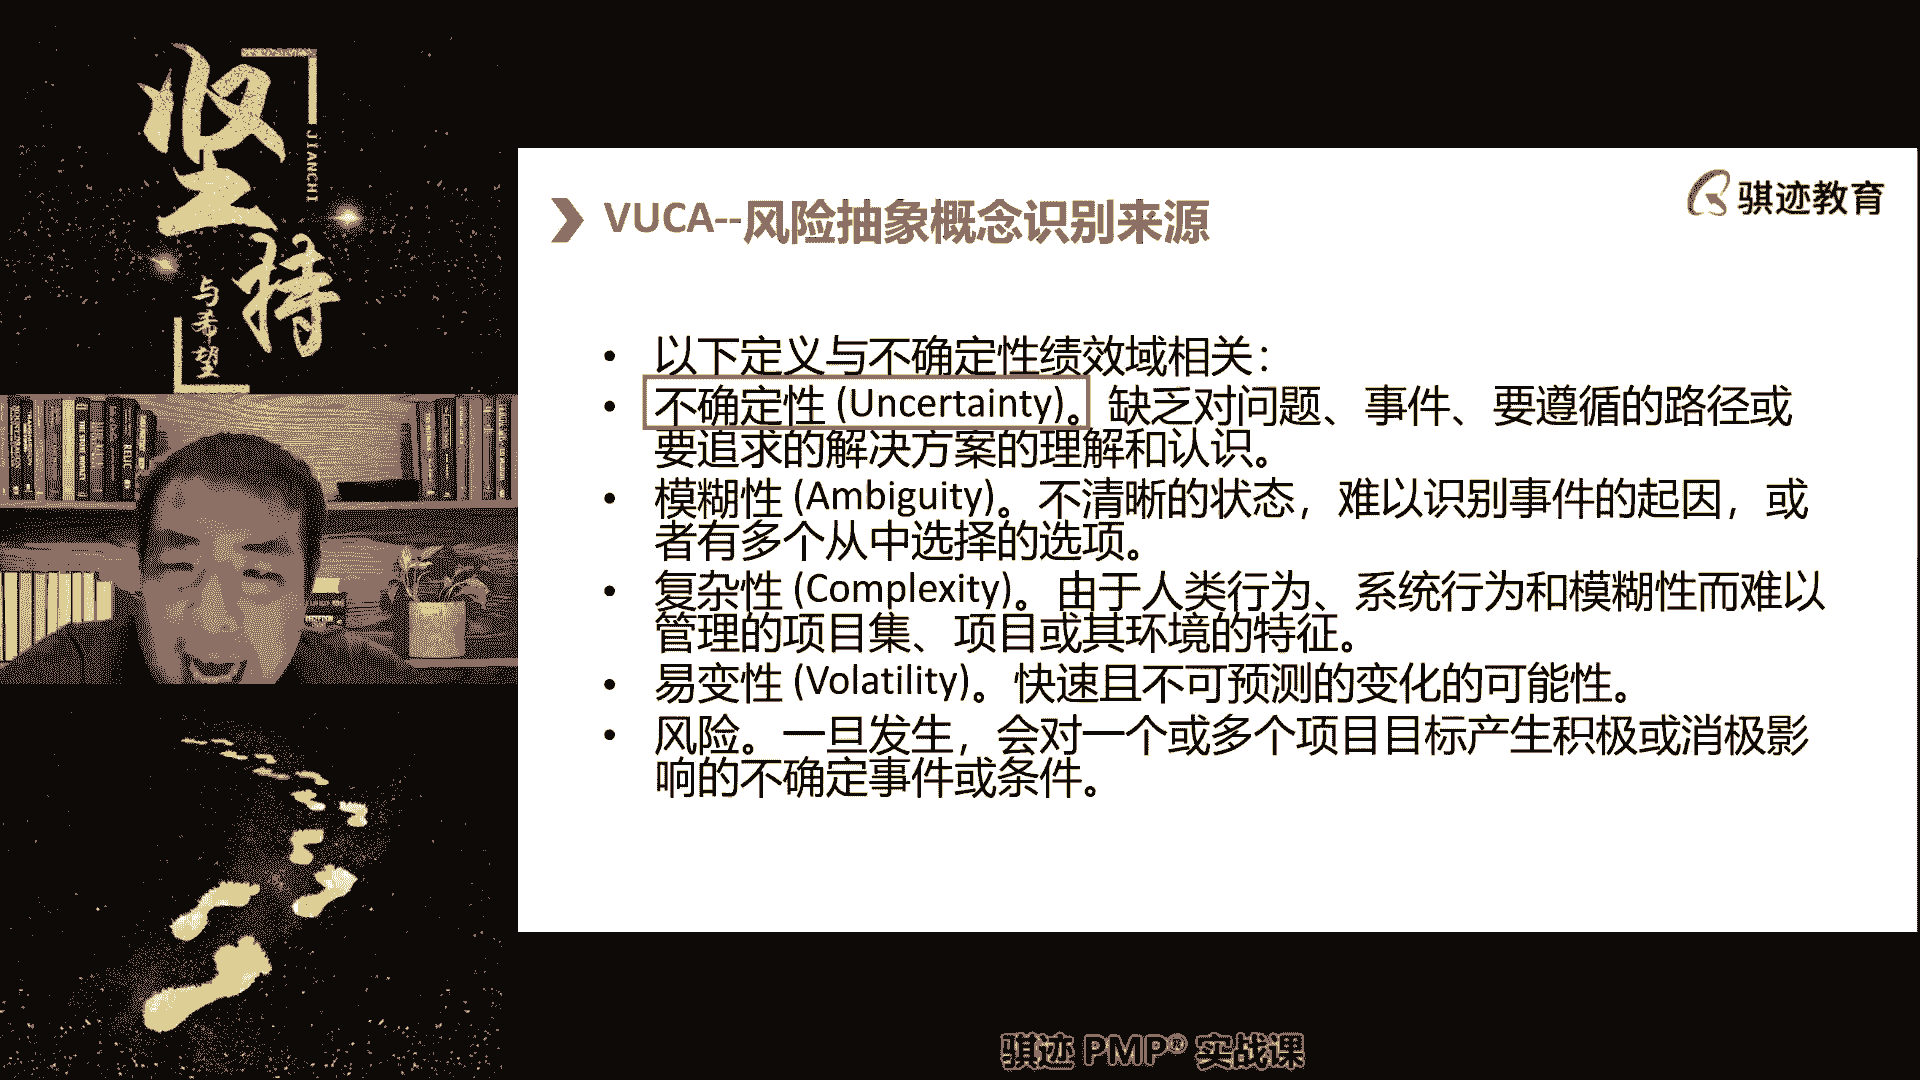 坚持
JIANCHI
与希望
骐迹教育
VUCA--风险抽象概念识别来源
• 以下定义与不确定性绩效域相关：
• 不确定性 (Uncertainty)。缺乏对问题、事件、要遵循的路径或
要追求的解决方案的理解和认识。
• 模糊性 (Ambiguity)。不清晰的状态，难以识别事件的起因，或
者有多个从中选择的选项。
• 复杂性 (Complexity)。由于人类行为、系统行为和模糊性而难以
管理的项目集、项目或其环境的特征。
• 易变性 (Volatility)。快速且不可预测的变化的可能性。
• 风险。一旦发生，会对一个或多个项目目标产生积极或消极影
响的不确定事件或条件。
骐迹 PMP® 实战课